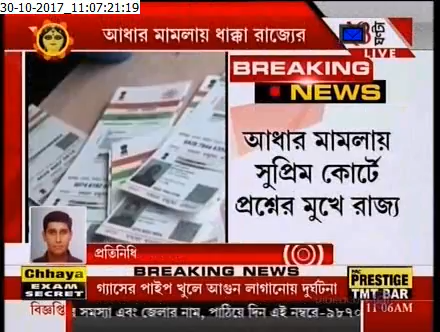 30-10-2017_11:07:21:19
আধার মামলায় ধাক্কা রাজ্যের
LIVE
BREAKING
NEWS
আধার মামলায়
সুপ্রিম কোর্টে
প্রশ্নের মুখে রাজ্য
প্রতিনিধি
Chhaya
EXAM
SECRET
BREAKING NEWS
গ্যাসের পাইপ খুলে আগুন লাগানোয় দুর্ঘটনা
PRESTIGE
TMT BAR
বিজ্ঞপ্তি
র সমস্যা এবং জেলার নাম, পাঠিয়ে দিন এই নম্বরে -৯৮৭০
11:06AM